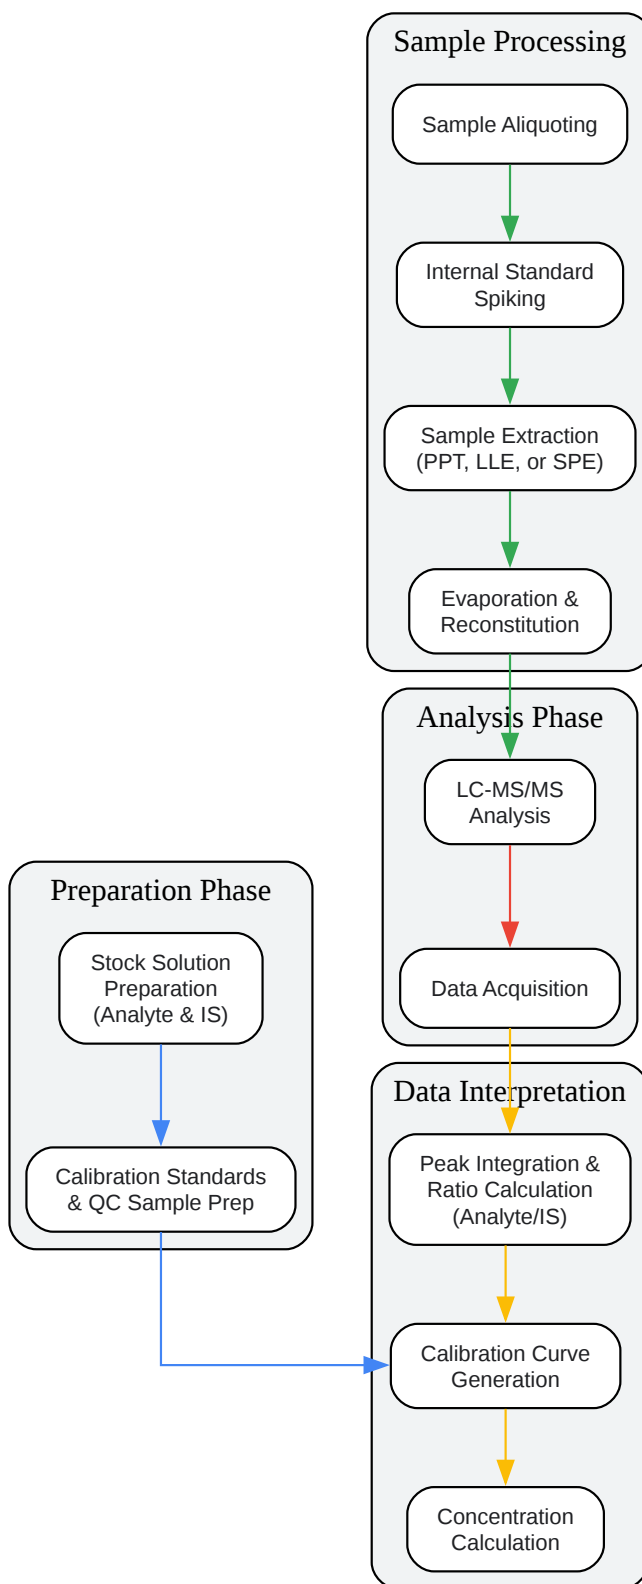 Sample Processing
Sample Aliquoting
Internal Standard
Spiking
Sample Extraction
(PPT, LLE, or SPE)
Evaporation &
Reconstitution
Analysis Phase
LC-MS/MS
Analysis
Data Acquisition
Preparation Phase
Stock Solution
Preparation
(Analyte & IS)
Calibration Standards
& QC Sample Prep
Data Interpretation
Peak Integration &
Ratio Calculation
(Analyte/IS)
Calibration Curve
Generation
Concentration
Calculation